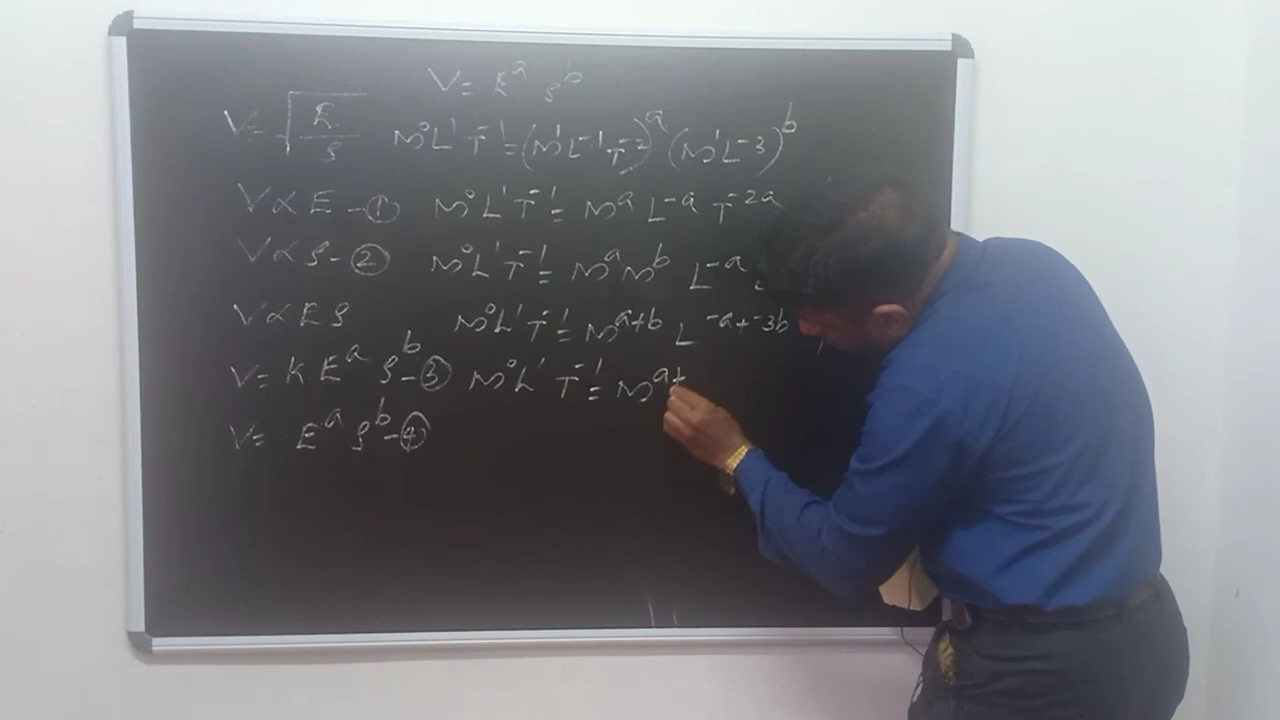 V= E^a ρ^b
V= √(E/ρ)
M⁰L¹T⁻¹=(M¹L⁻¹T⁻²)^a (M¹L⁻³)^b
V∝E-①
M⁰L¹T⁻¹= M^a L^-a T^-2a
V∝ρ-②
M⁰L¹T⁻¹= M^a M^b L^-a
V∝Eρ
M⁰L¹T⁻¹= M^a+b L^-a+-3b
V= K E^a ρ^b-③
M⁰L¹T⁻¹= M^a+
V= E^a ρ^b-④